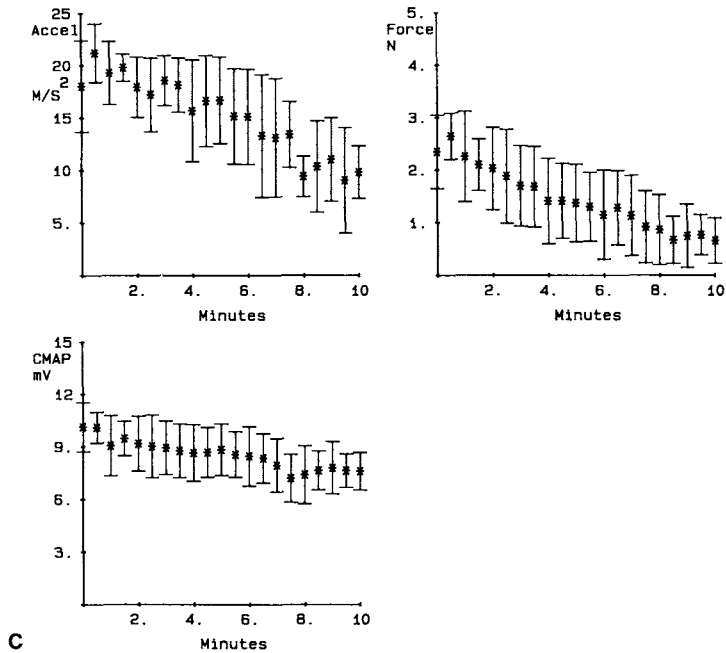 25
Accel
20
2
M/S
15
10
5.
2. 4. 6. 8. 10
Minutes
5.
Force
N
4.
3.
2.
1.
2. 4. 6. 8. 10
Minutes
15
CMAP
mV
12
9.
6.
3.
2. 4. 6. 8. 10
Minutes
C